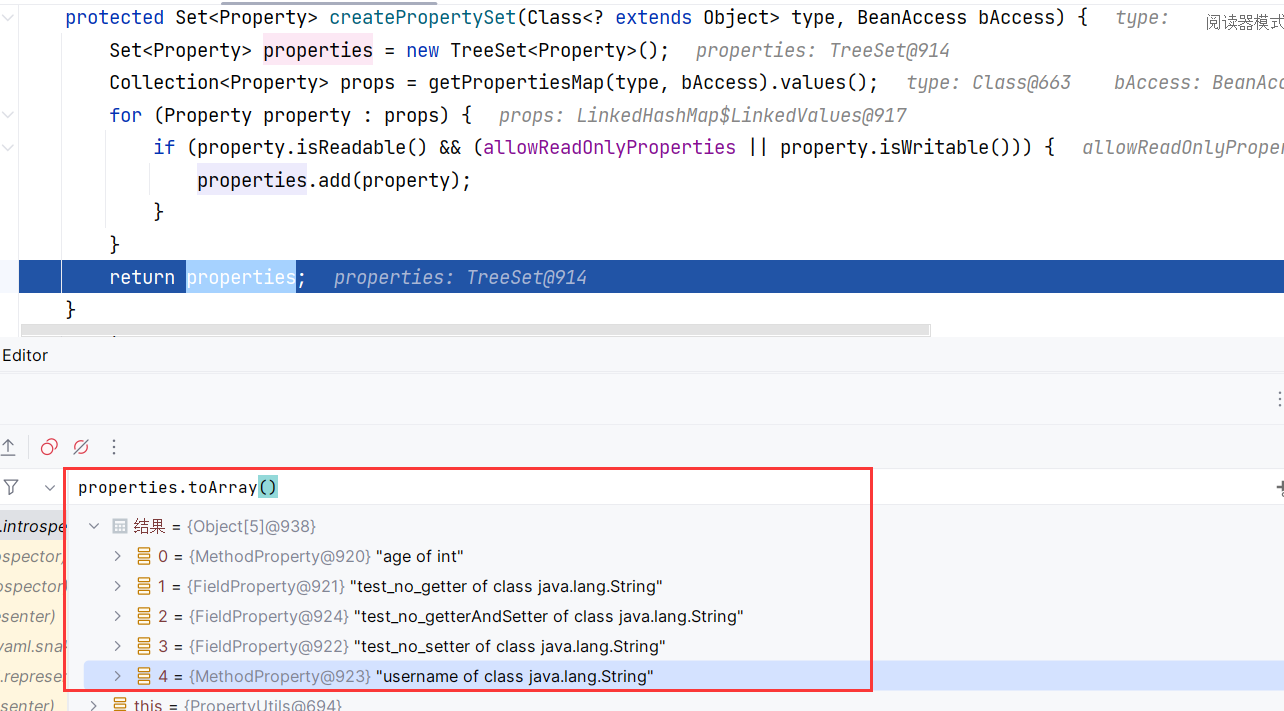 protected Set<Property> createPropertySet(Class<? extends Object> type, BeanAccess bAccess) { type:
阅读器模式
Set<Property> properties = new TreeSet<Property>(); properties: TreeSet@914
Collection<Property> props = getPropertiesMap(type, bAccess).values(); type: Class@663 bAccess: BeanAcc
for (Property property : props) { props: LinkedHashMap$LinkedValues@917
if (property.isReadable() && (allowReadOnlyProperties || property.isWritable())) { allowReadOnlyProper
properties.add(property);
}
}
return properties; properties: TreeSet@914
}
Editor
properties.toArray()
.introspe
结果 = {Object[5]@938}
ospector)
0 = {MethodProperty@920} "age of int"
ospector)
1 = {FieldProperty@921} "test_no_getter of class java.lang.String"
esenter)
2 = {FieldProperty@924} "test_no_getterAndSetter of class java.lang.String"
yaml.sna
3 = {FieldProperty@922} "test_no_setter of class java.lang.String"
.represe
4 = {MethodProperty@923} "username of class java.lang.String"
senter)
this = {PropertyUtils@694}